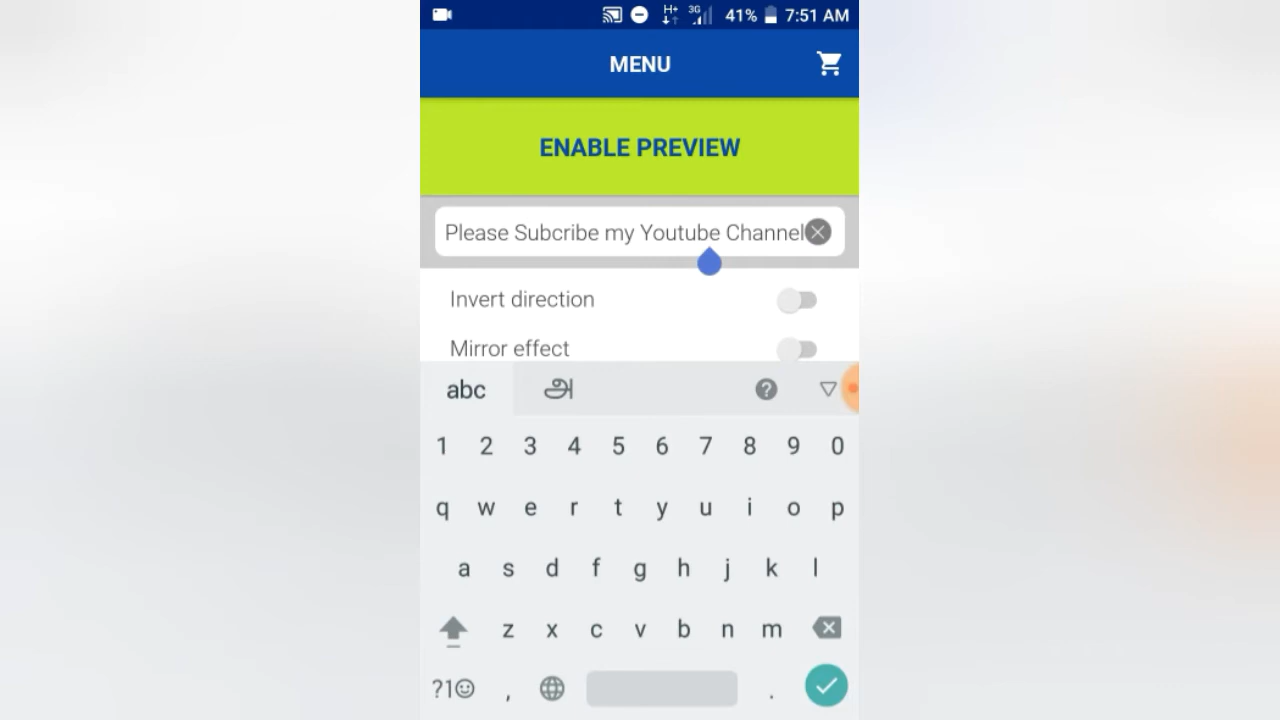 H+ 3G 41% 7:51 AM
MENU
ENABLE PREVIEW
Please Subcribe my Youtube Channel
Invert direction
Mirror effect
abc அ ?
1 2 3 4 5 6 7 8 9 0
q w e r t y u i o p
a s d f g h j k l
z x c v b n m
?1☺ , .